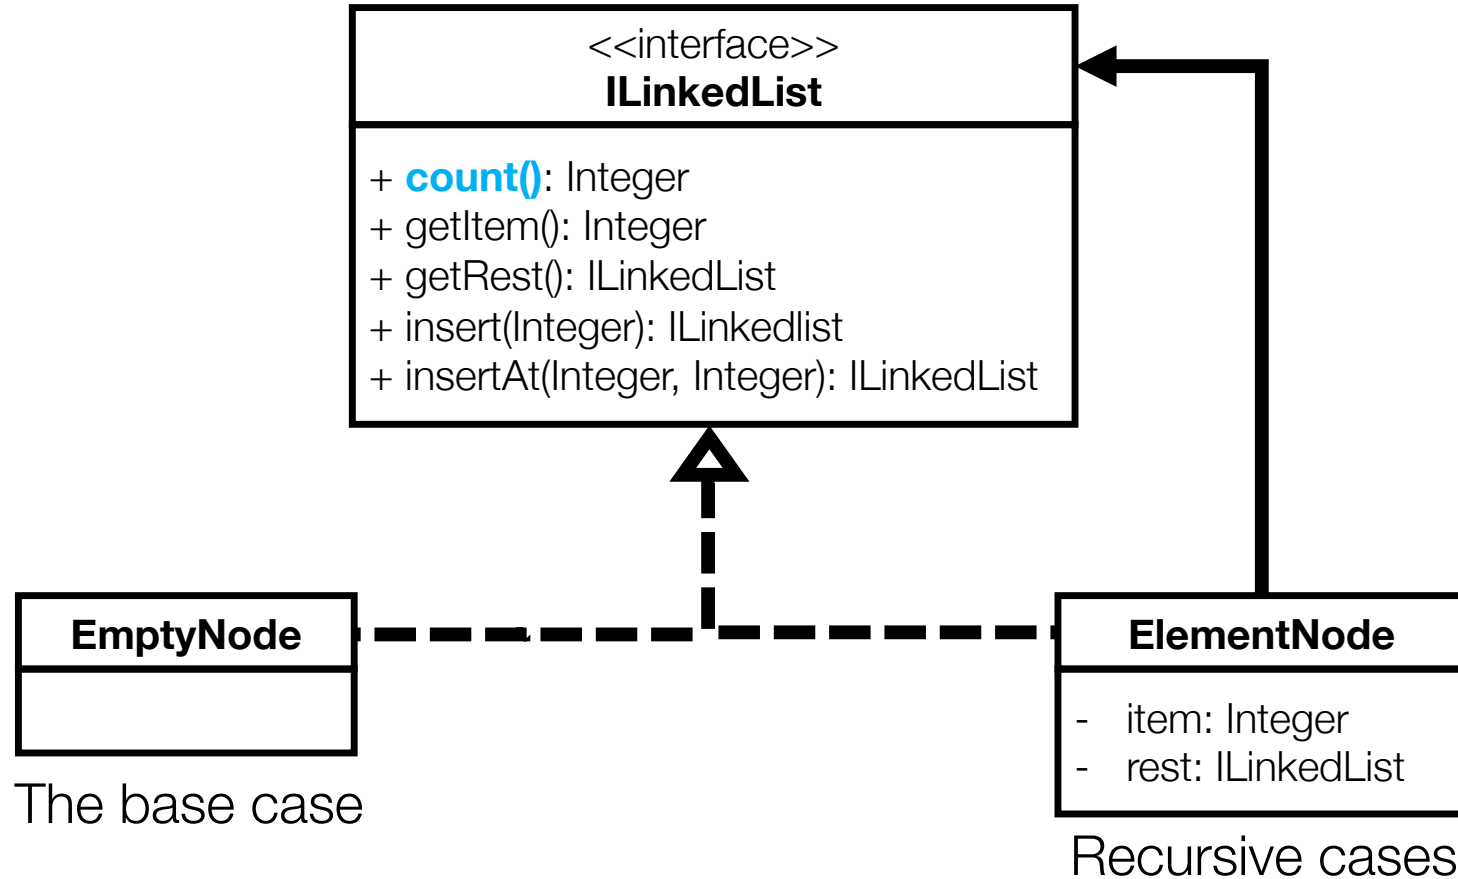 <<interface>>
ILinkedList
+ count(): Integer
+ getItem(): Integer
+ getRest(): ILinkedList
+ insert(Integer): ILinkedlist
+ insertAt(Integer, Integer): ILinkedList
EmptyNode
ElementNode
- item: Integer
- rest: ILinkedList
The base case
Recursive cases